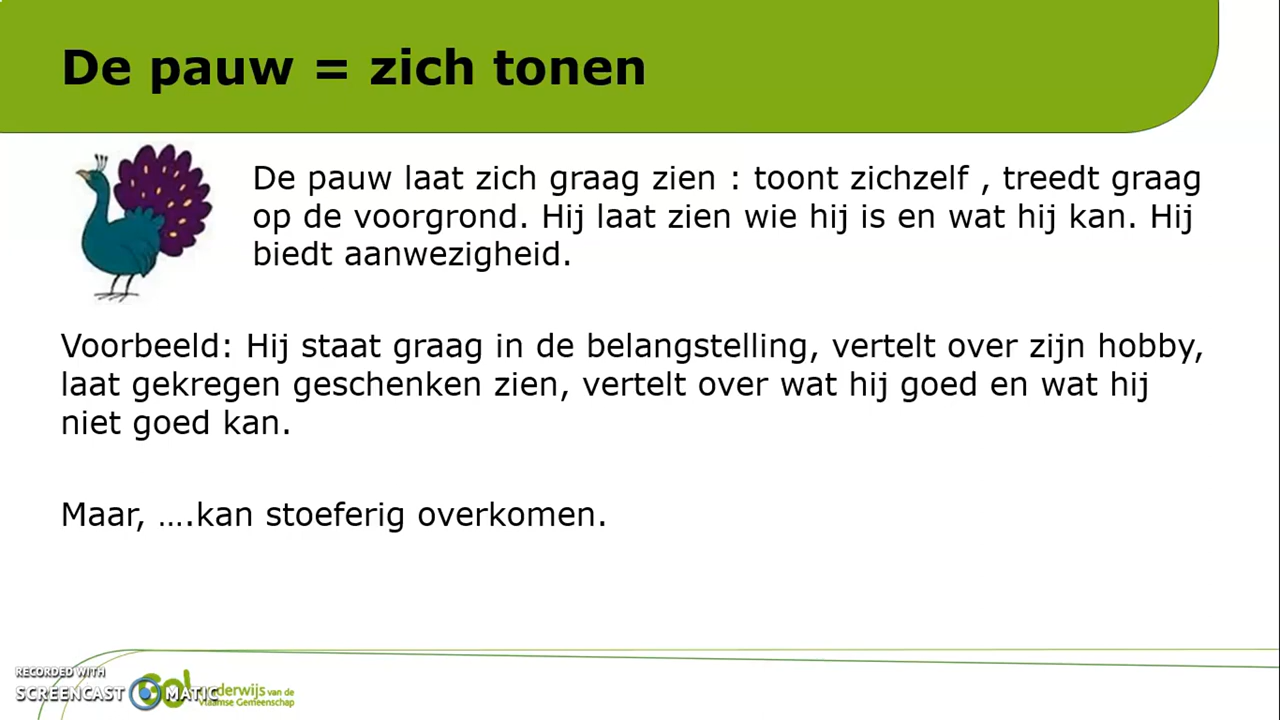 De pauw = zich tonen
De pauw laat zich graag zien : toont zichzelf , treedt graag
op de voorgrond. Hij laat zien wie hij is en wat hij kan. Hij
biedt aanwezigheid.
Voorbeeld: Hij staat graag in de belangstelling, vertelt over zijn hobby,
laat gekregen geschenken zien, vertelt over wat hij goed en wat hij
niet goed kan.
Maar, ….kan stoeferig overkomen.
RECORDED WITH
SCREENCAST MATIC
van de
Vlaamse Gemeenschap